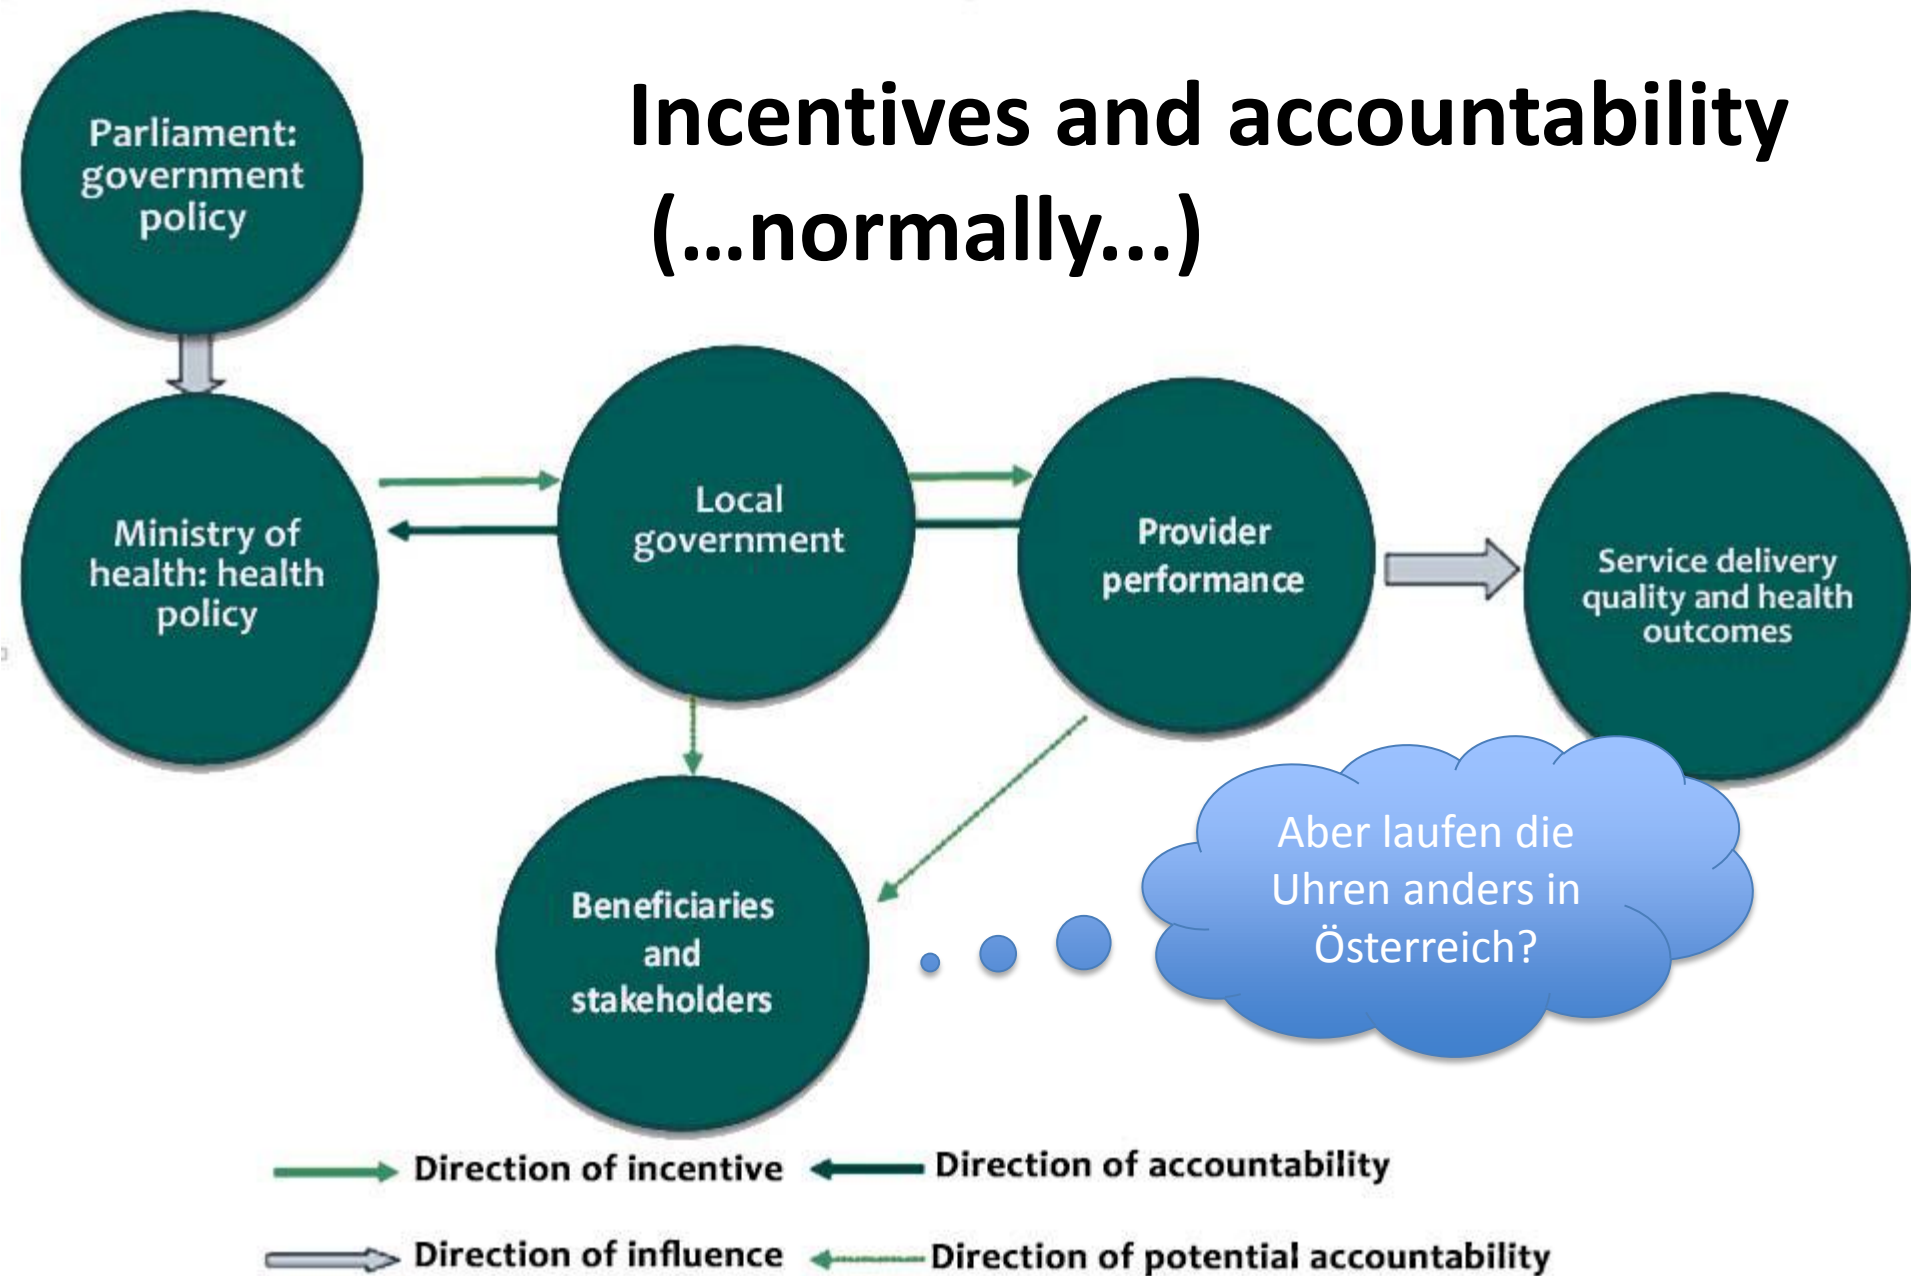 Incentives and accountability
(...normally...)
Parliament:
government
policy
Ministry of
health: health
policy
Local
government
Provider
performance
Service delivery
quality and health
outcomes
Beneficiaries
and
stakeholders
Aber laufen die
Uhren anders in
Österreich?
Direction of incentive
Direction of accountability
Direction of influence
Direction of potential accountability